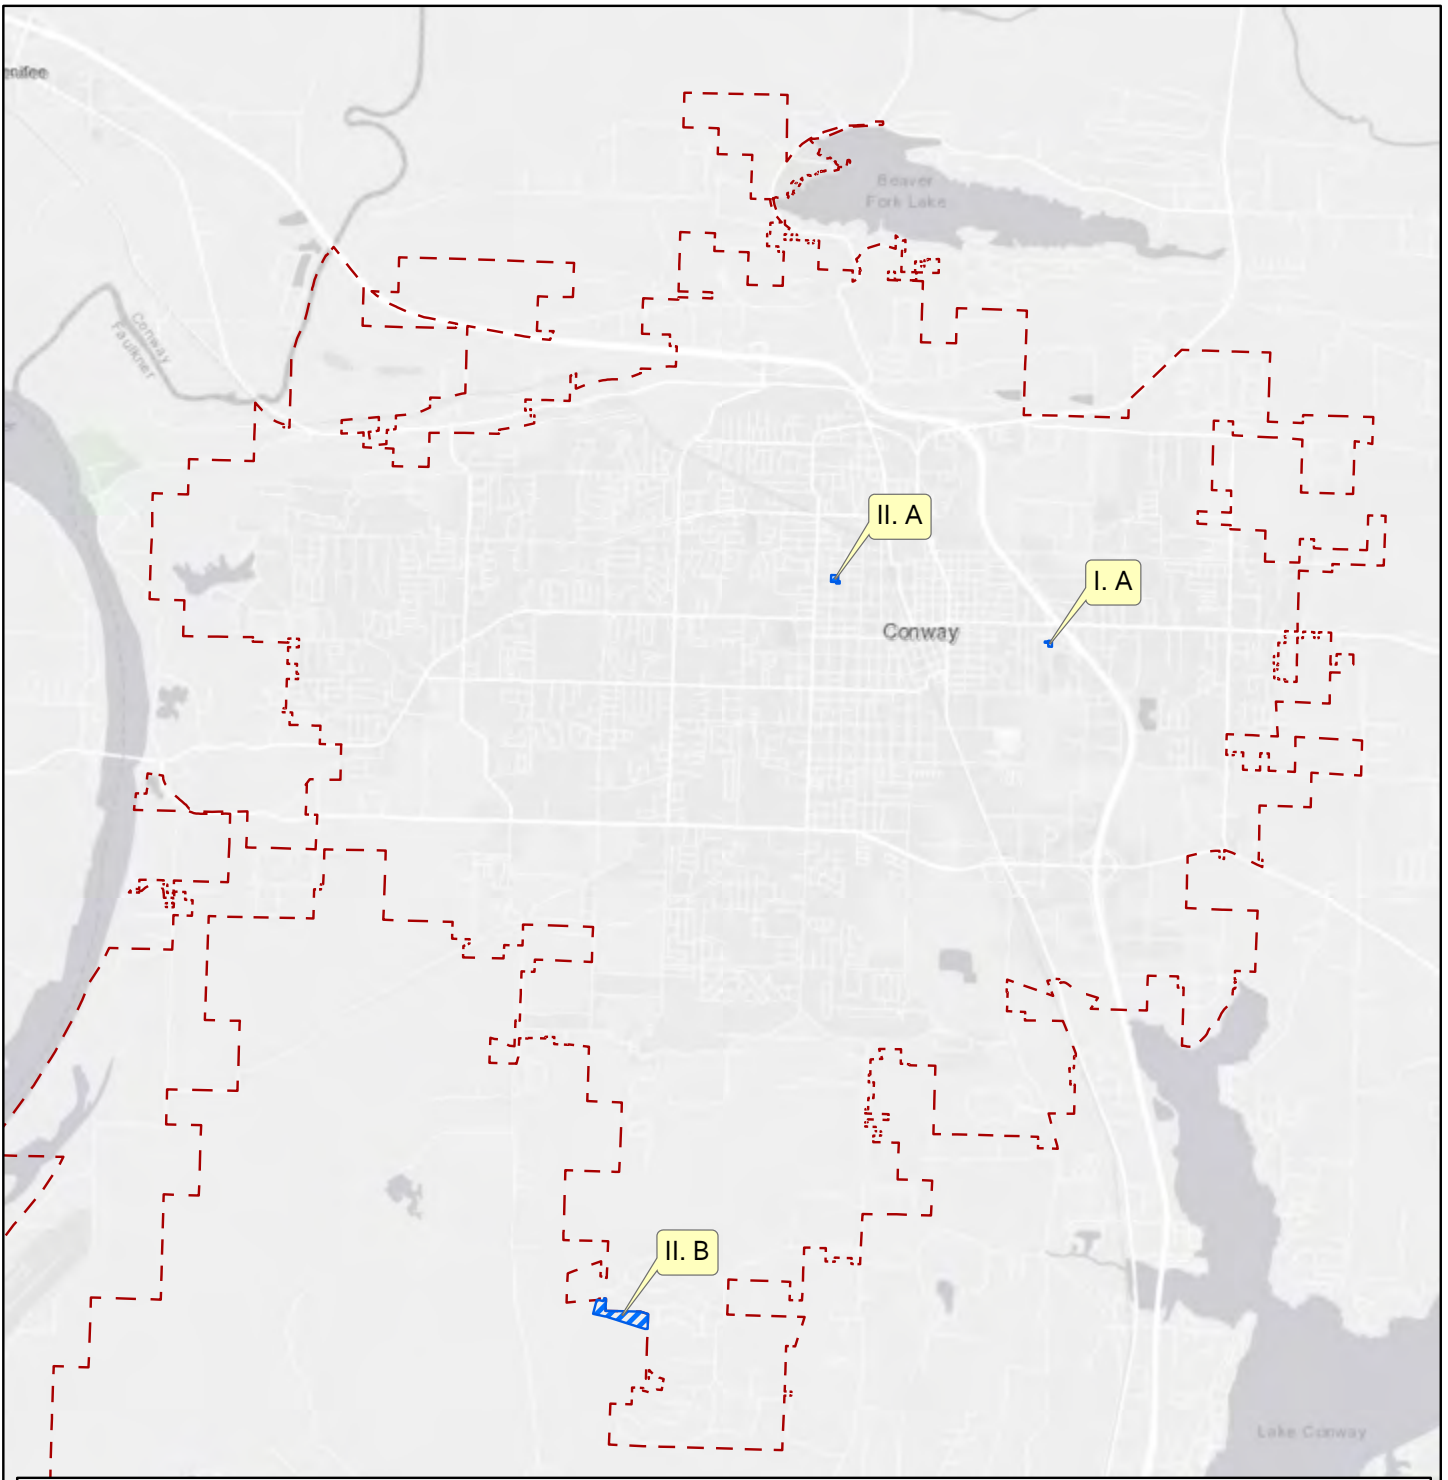 Beaver
Fork Lake
Conway
Faulkner
II. A
I. A
Conway
II. B
Lake Conway